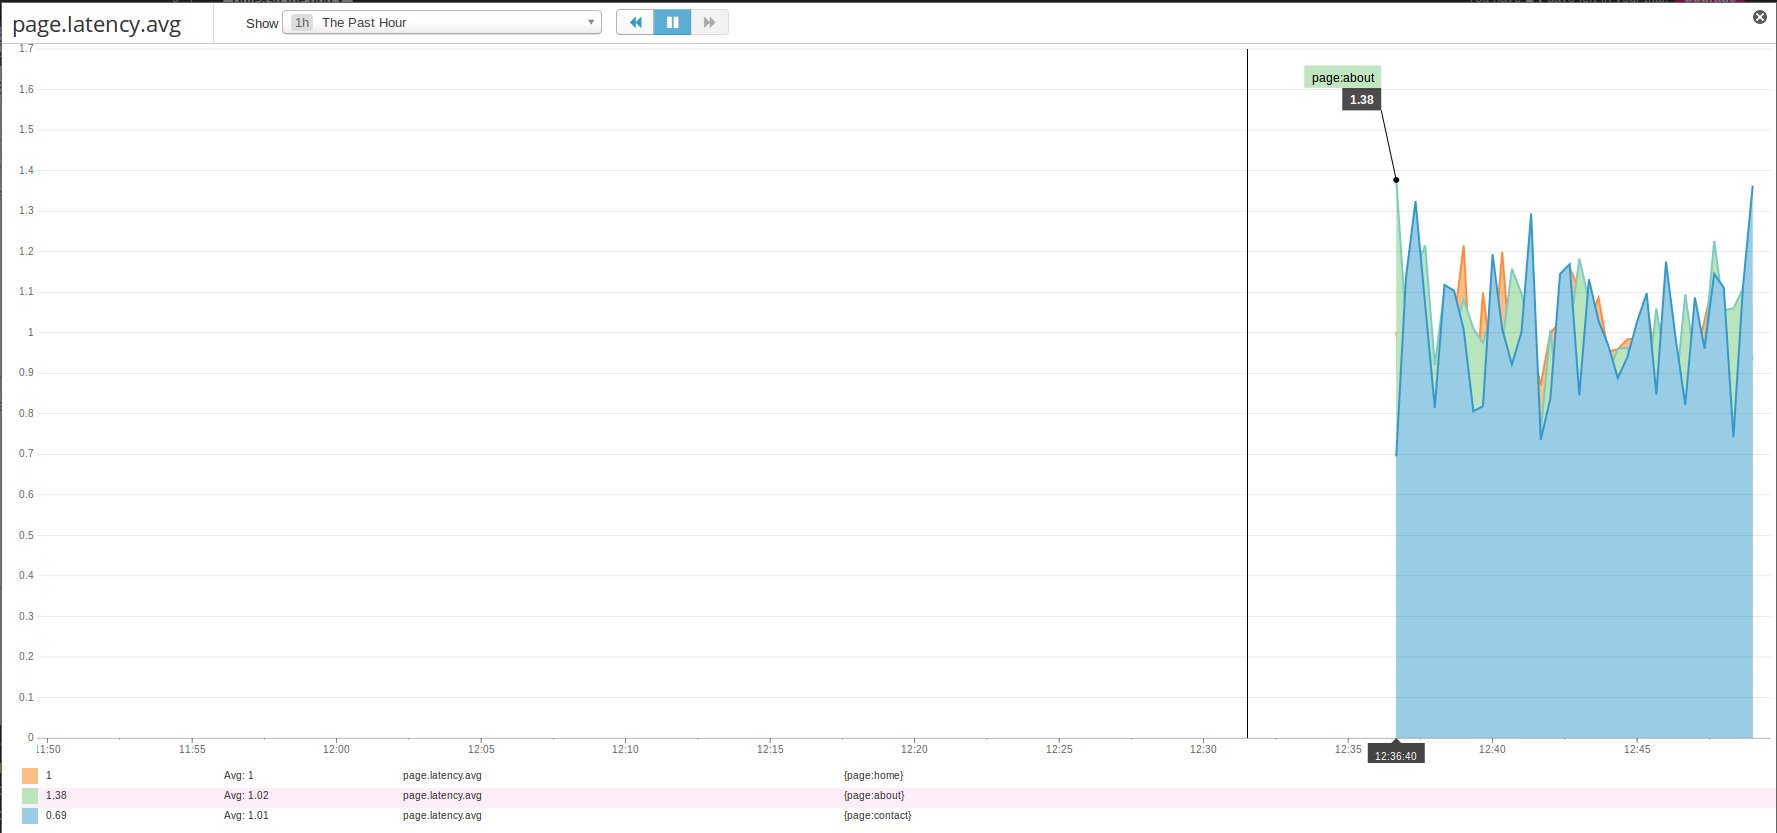 page.latency.avg
Show 1h The Past Hour
1.7
page:about
1.38
1.6
1.5
1.4
1.3
1.2
1.1
1
0.9
0.8
0.7
0.6
0.5
0.4
0.3
0.2
0.1
0
11:50 11:55 12:00 12:05 12:10 12:15 12:20 12:25 12:30 12:35 12:36:40 12:40 12:45
1 Avg: 1 page.latency.avg {page:home}
1.38 Avg: 1.02 page.latency.avg {page:about}
0.69 Avg: 1.01 page.latency.avg {page:contact}